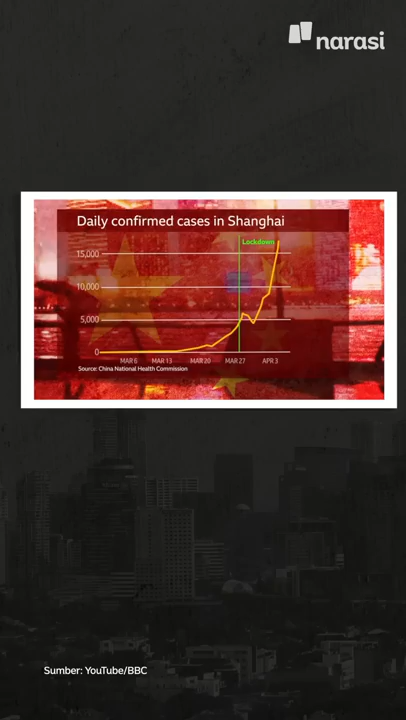 narasi
Daily confirmed cases in Shanghai
Lockdown
15,000
10,000
5,000
0
MAR 6 MAR 13 MAR 20 MAR 27 APR 3
Source: China National Health Commission
Sumber: YouTube/BBC